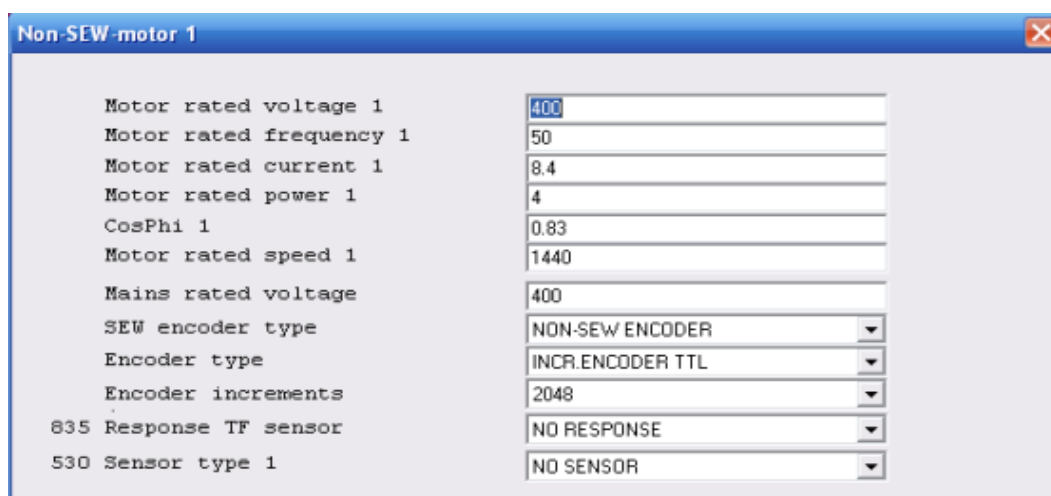 Non-SEW-motor 1
Motor rated voltage 1 400
Motor rated frequency 1 50
Motor rated current 1 8.4
Motor rated power 1 4
CosPhi 1 0.83
Motor rated speed 1 1440
Mains rated voltage 400
SEW encoder type NON-SEW ENCODER
Encoder type INCR.ENCODER TTL
Encoder increments 2048
835 Response TF sensor NO RESPONSE
530 Sensor type 1 NO SENSOR